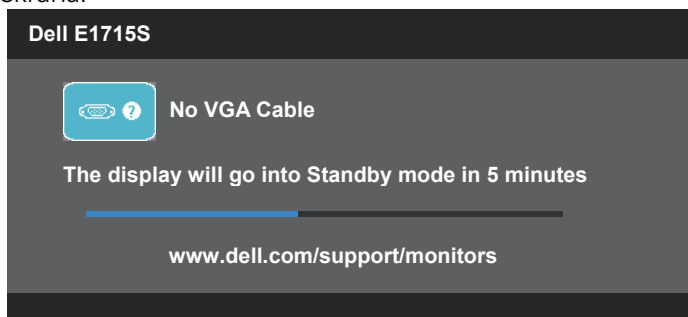 Dell E1715S
? No VGA Cable
The display will go into Standby mode in 5 minutes
www.dell.com/support/monitors